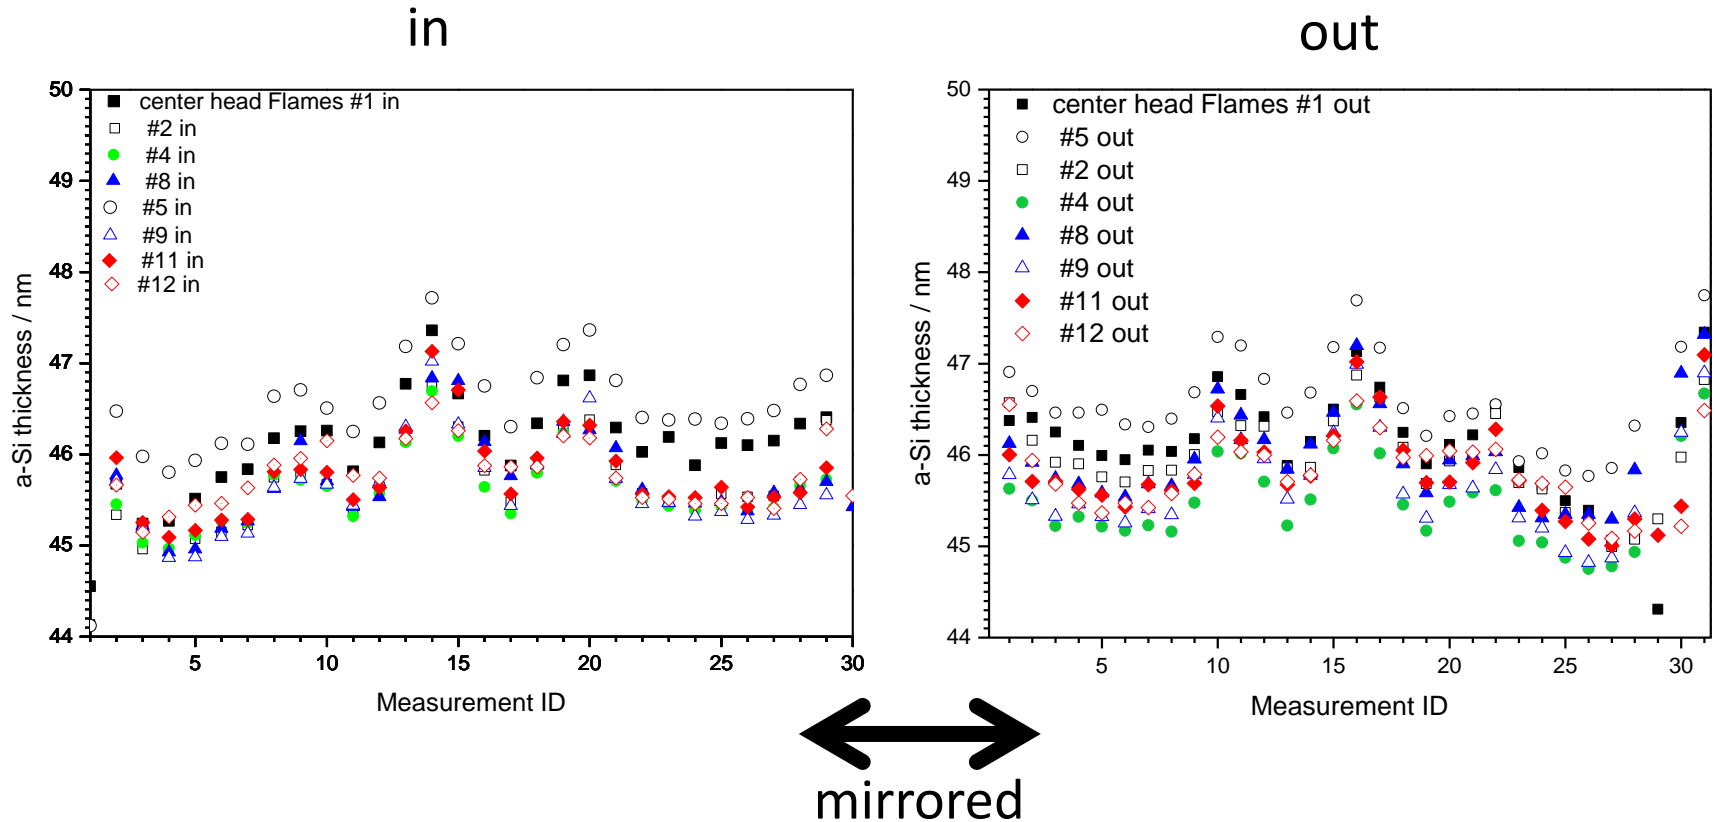 in
out
50
49
48
47
46
45
44
a-Si thickness / nm
center head Flames #1 in
#2 in
#4 in
#8 in
#5 in
#9 in
#11 in
#12 in
5
10
15
20
25
30
Measurement ID
50
49
48
47
46
45
44
a-Si thickness / nm
center head Flames #1 out
#5 out
#2 out
#4 out
#8 out
#9 out
#11 out
#12 out
5
10
15
20
25
30
Measurement ID
mirrored